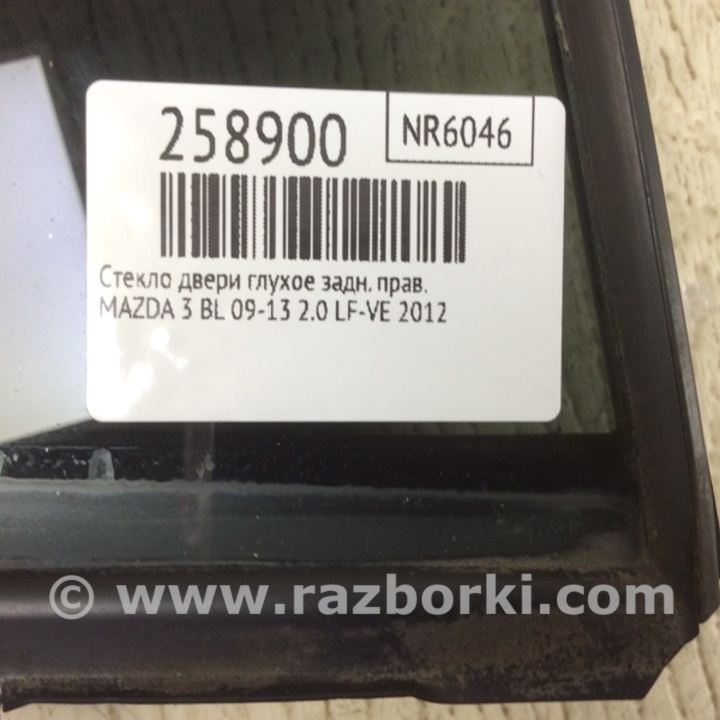 258900
NR6046
Стекло двери глухое задн. прав.
MAZDA 3 BL 09-13 2.0 LF-VE 2012
© www.razborki.com